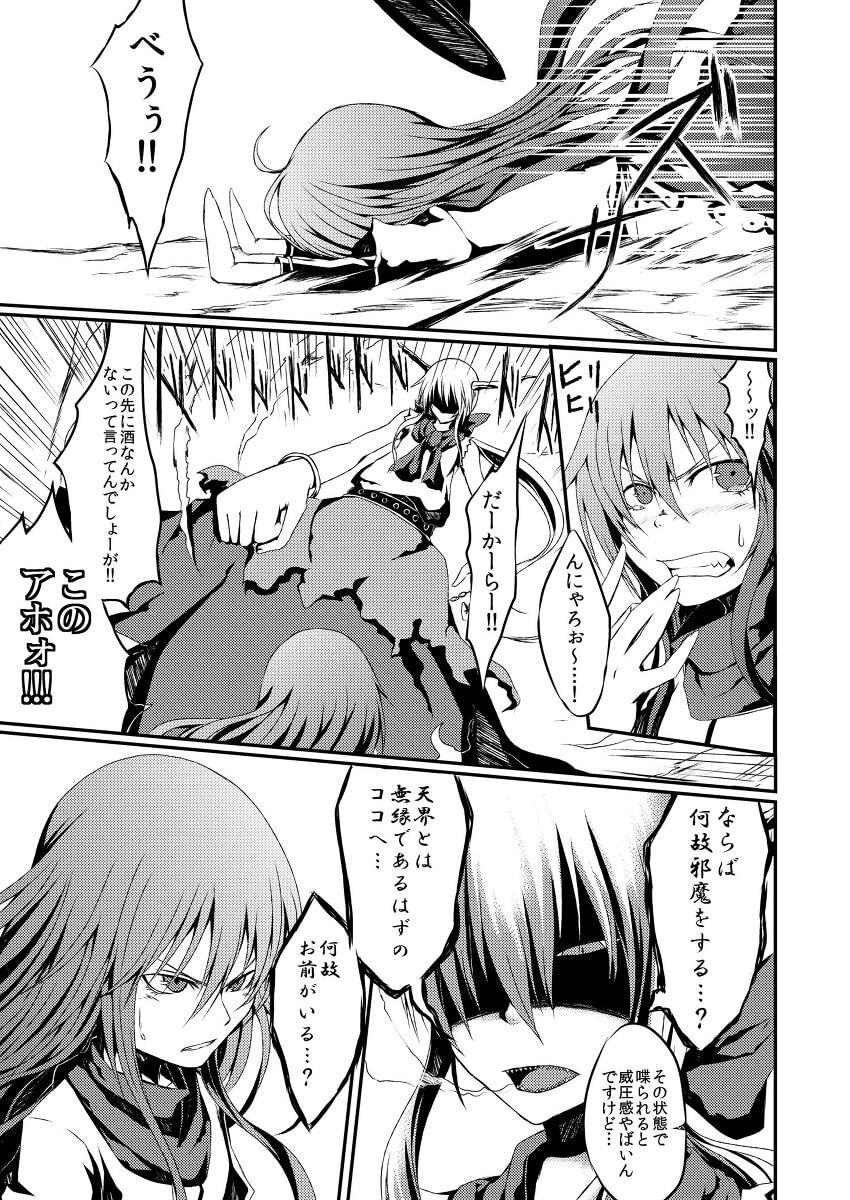 べうぅ!!
～～ッ!!
ヒリ
ヒリ
んにゃろぉ～…!
だーかーらー!!
この先に酒なんか
ないって言ってんでしょーが!!
この
アホォ!!!
ならば
何故邪魔をする…?
その状態で
喋られると
威圧感やばいん
ですけど…
天界とは
無縁であるはずの
ココへ…
何故
お前がいる…?